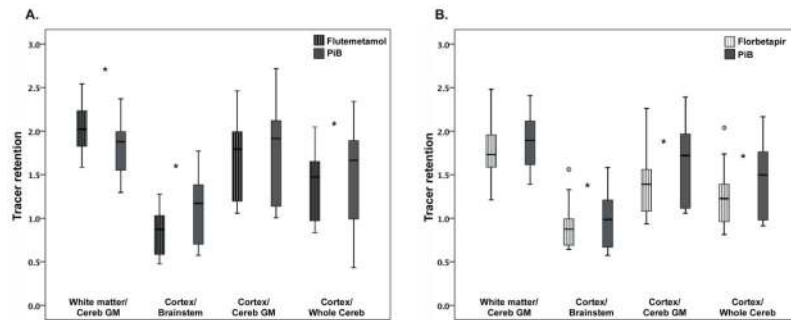 A.
Flutemetamol
PiB
Tracer retention
3.0
2.5
2.0
1.5
1.0
0.5
0.0
White matter/
Cereb GM
Cortex/
Brainstem
Cortex/
Cereb GM
Cortex/
Whole Cereb
*
*
*
B.
Florbetapir
PiB
Tracer retention
3.0
2.5
2.0
1.5
1.0
0.5
0.0
White matter/
Cereb GM
Cortex/
Brainstem
Cortex/
Cereb GM
Cortex/
Whole Cereb
*
*
*